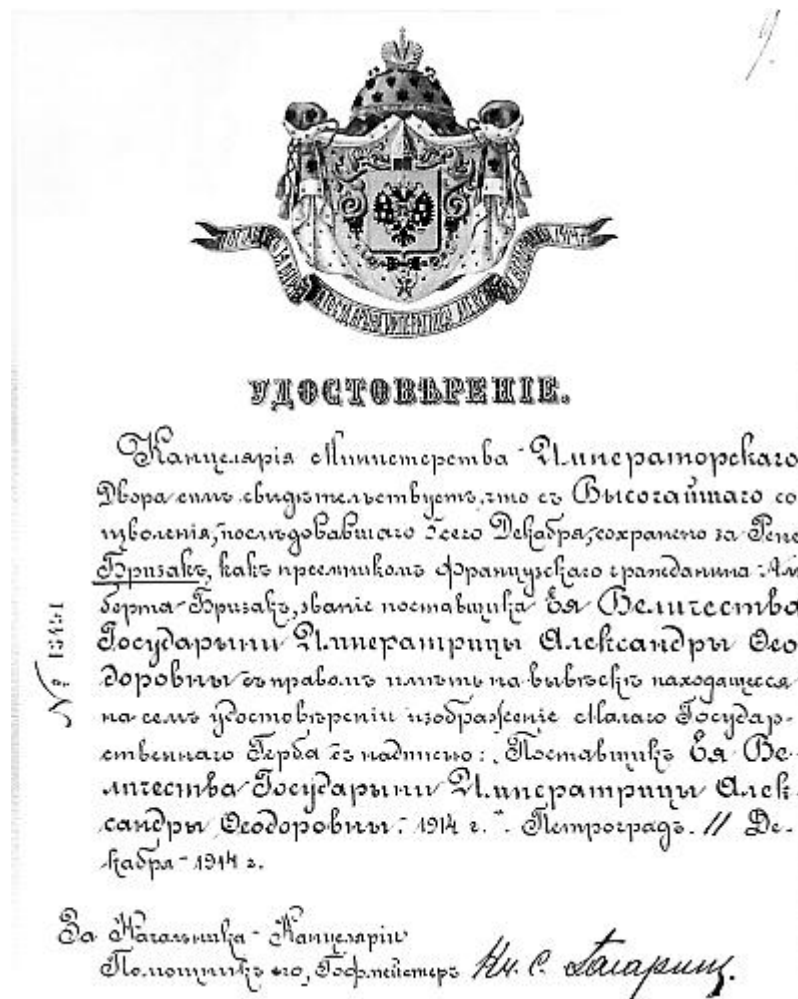 9.
УДОСТОВѢРЕНІЕ.
Канцелярія Министерства Императорскаго
Двора симъ свидѣтельствуетъ, что съ Высочайшаго со
изволенія, послѣдовавшаго сего Декабря, сохранено за Рене
Бризакъ, какъ преемникомъ французскаго гражданина Аль
берта Бризакъ, званіе поставщика Ея Величества
Государыни Императрицы Александры Ѳео
доровны съ правомъ имѣть на вывѣскѣ находящееся
на семъ удостовѣреніи изображеніе Малаго Государ-
ственнаго Герба съ надписью: „Поставщикъ Ея Ве-
личества Государыни Императрицы Алек
сандры Ѳеодоровны. 1914 г.“. Петроградъ. 11 Де-
кабря 1914 г.
За Начальника Канцеляріи
Помощникъ его, Гофмейстеръ Кн. С. Гагаринъ.